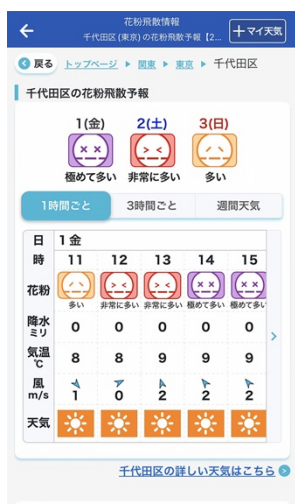 花粉飛散情報
千代田区(東京)の花粉飛散予報【2...
＋マイ天気
戻る トップページ ▶ 関東 ▶ 東京 ▶ 千代田区
千代田区の花粉飛散予報
1(金) 2(土) 3(日)
極めて多い 非常に多い 多い
1時間ごと 3時間ごと 週間天気
日 1 金
時 11 12 13 14 15
花粉 多い 非常に多い 非常に多い 極めて多い 極めて多い
降水 ミリ 0 0 0 0 0
気温 ℃ 8 8 9 9 9
風 m/s 1 0 2 2 2
天気
千代田区の詳しい天気はこちら